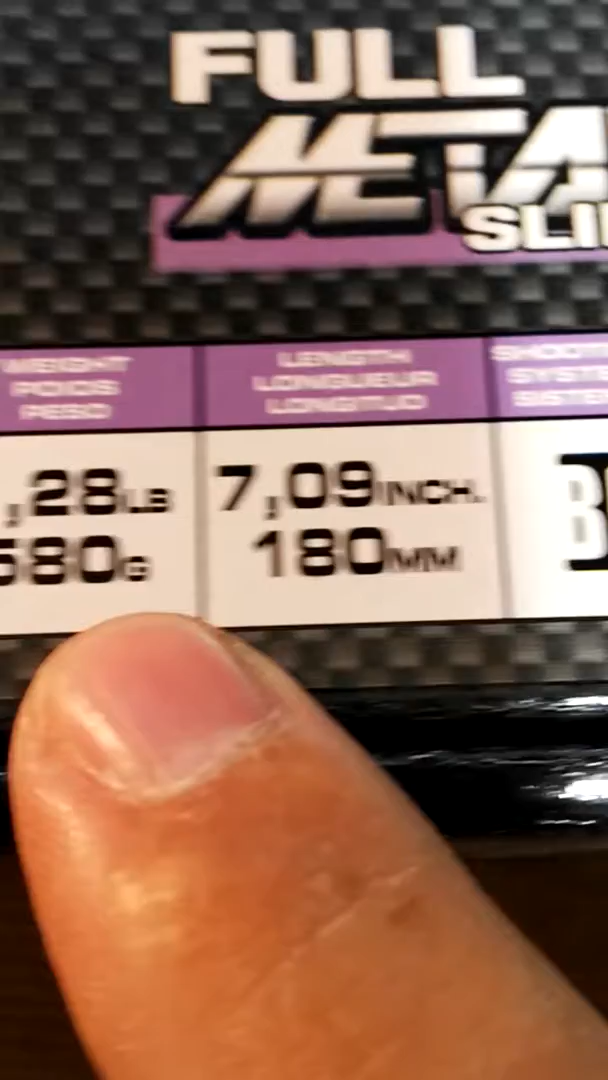 FULL
METAL
WEIGHT
POIDS
PESO
LENGTH
LONGUEUR
LONGITUD
,28LB
580G
7,09INCH.
180MM